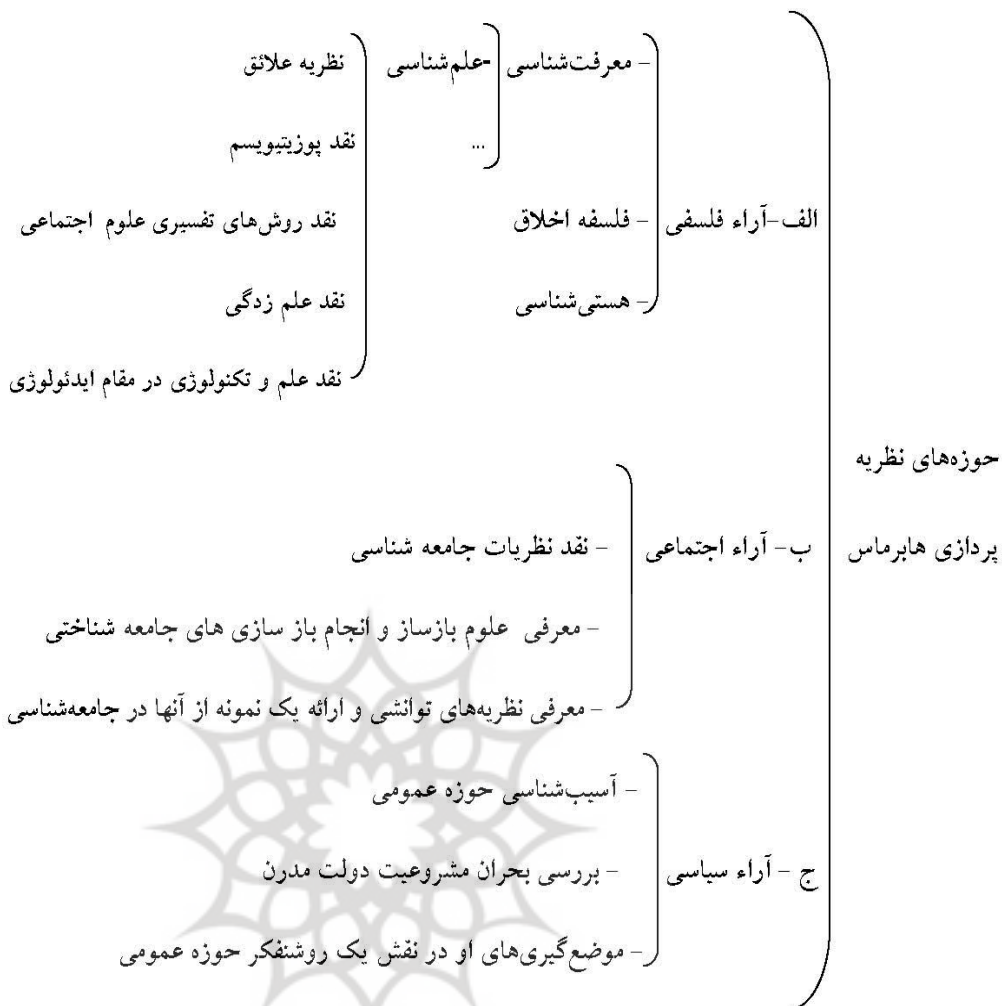 حوزه‌های نظریه
پردازی هابرماس
الف-آراء فلسفی
- معرفت‌شناسی
-علم‌شناسی
نظریه علائق
نقد پوزیتیویسم
نقد روش‌های تفسیری علوم اجتماعی
نقد علم زدگی
نقد علم و تکنولوژی در مقام ایدئولوژی
...
- فلسفه اخلاق
- هستی‌شناسی
ب- آراء اجتماعی
- نقد نظریات جامعه شناسی
- معرفی علوم بازساز و انجام باز سازی های جامعه شناختی
- معرفی نظریه‌های توانشی و ارائه یک نمونه از آنها در جامعه‌شناسی
ج - آراء سیاسی
- آسیب‌شناسی حوزه عمومی
- بررسی بحران مشروعیت دولت مدرن
- موضع‌گیری‌های او در نقش یک روشنفکر حوزه عمومی